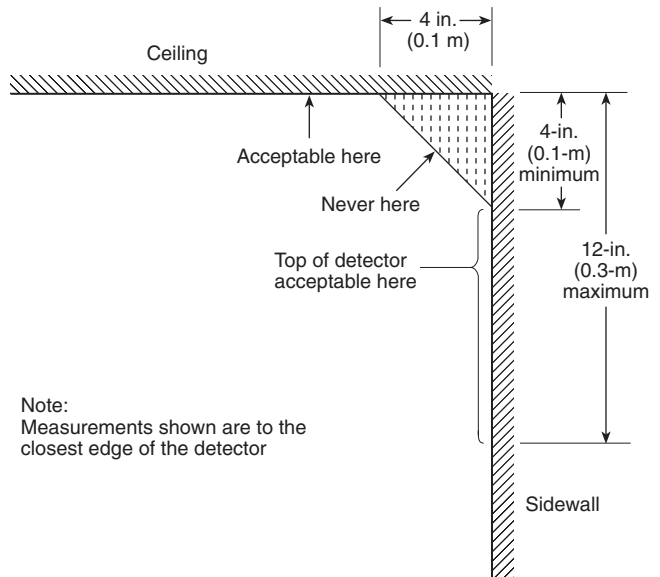 4 in.
(0.1 m)
Ceiling
Acceptable here
Never here
4-in.
(0.1-m)
minimum
Top of detector
acceptable here
12-in.
(0.3-m)
maximum
Note:
Measurements shown are to the
closest edge of the detector
Sidewall